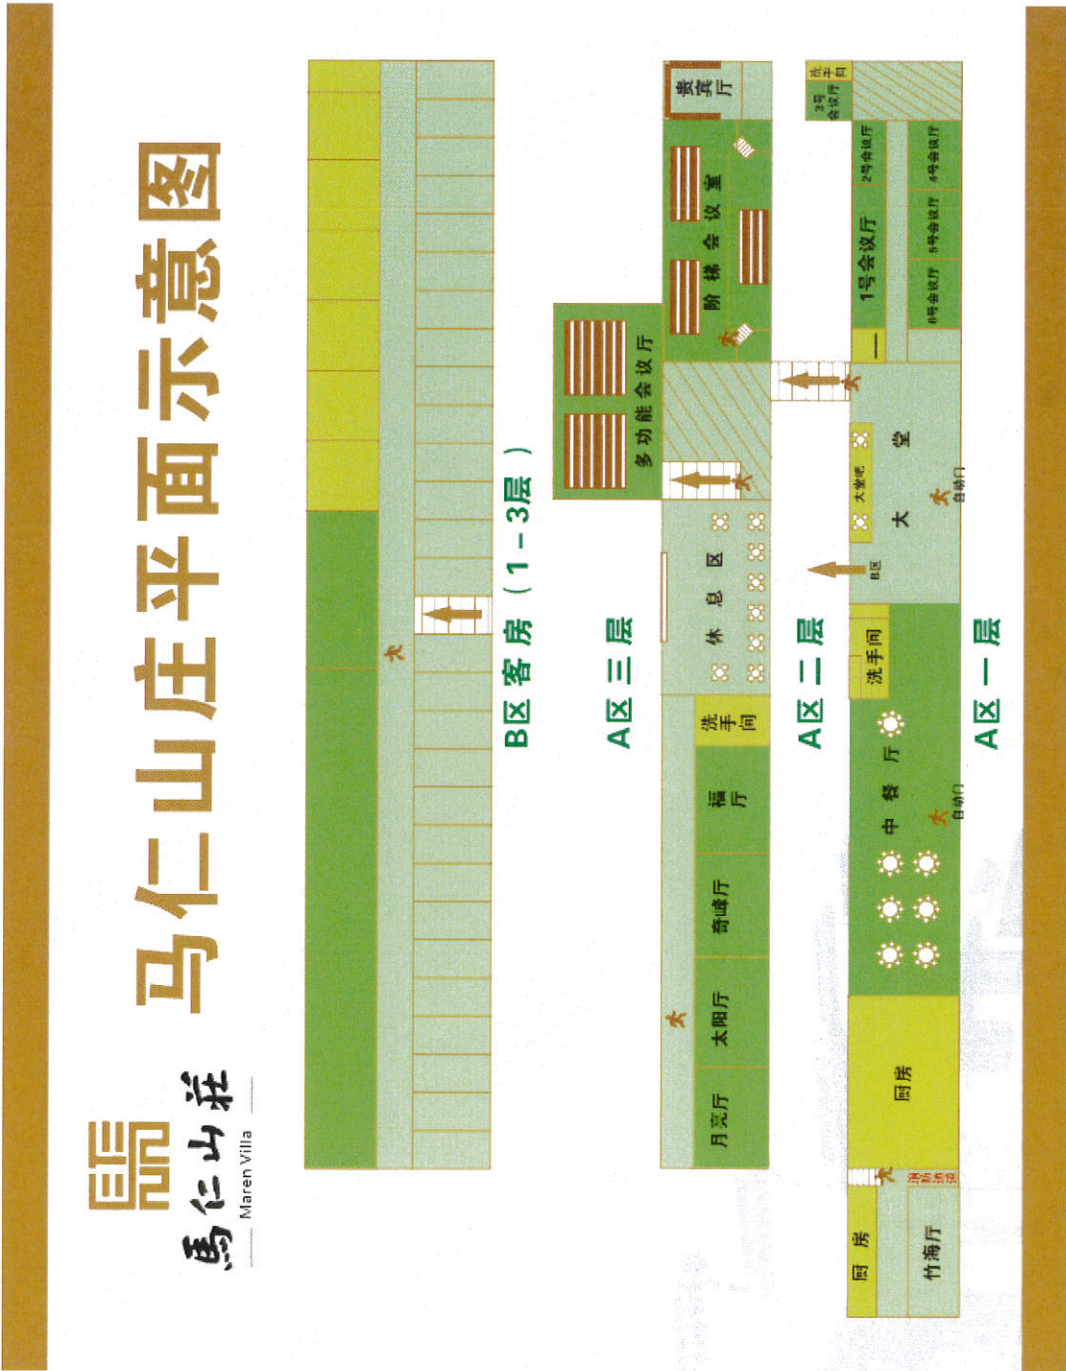 馬仁山莊
Maren Villa
马仁山庄平面示意图
B区客房（1－3层）
多功能会议厅
A区三层
月亮厅
太阳厅
奇峰厅
福厅
洗手间
休息区
阶梯会议室
贵宾厅
A区二层
厨房
竹海厅
厨房
中餐厅
自动门
洗手间
B区
大堂吧
大堂
自动门
1号会议厅
2号会议厅
3号会议厅
洗手间
6号会议厅
5号会议厅
4号会议厅
A区一层